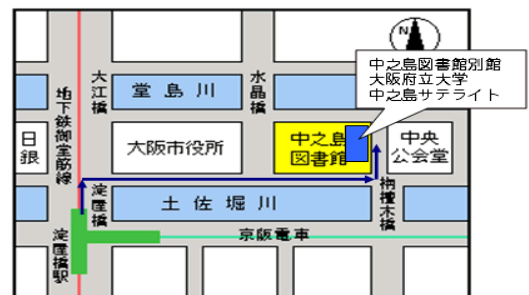 N
中之島図書館別館
大阪府立大学
中之島サテライト
地下鉄御堂筋線
大江橋
堂島川
水晶橋
日銀
大阪市役所
中之島
図書館
中央
公会堂
淀屋橋
土佐堀川
栴檀木橋
京阪電車
淀屋橋駅